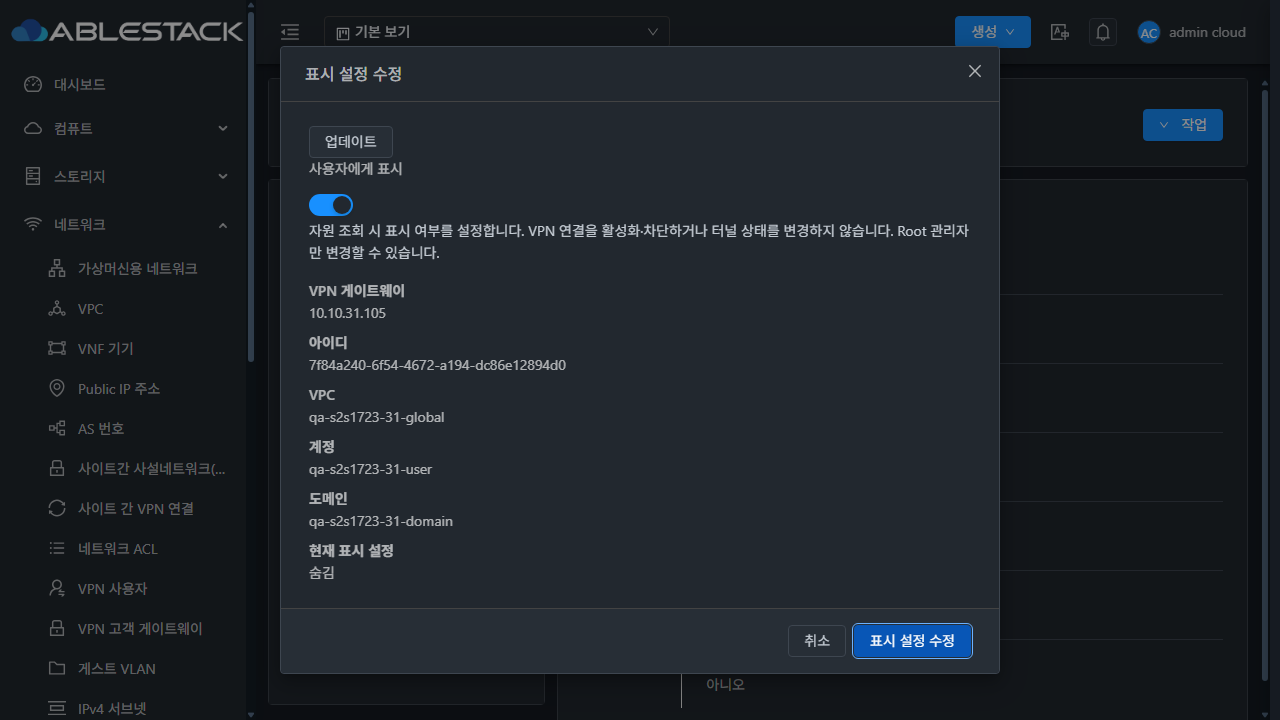 ABLESTACK
기본 보기
생성
AC
admin cloud
대시보드
컴퓨트
스토리지
네트워크
가상머신용 네트워크
VPC
VNF 기기
Public IP 주소
AS 번호
사이트간 사설네트워크(...
사이트 간 VPN 연결
네트워크 ACL
VPN 사용자
VPN 고객 게이트웨이
게스트 VLAN
IPv4 서브넷
작업
표시 설정 수정
업데이트
사용자에게 표시
자원 조회 시 표시 여부를 설정합니다. VPN 연결을 활성화·차단하거나 터널 상태를 변경하지 않습니다. Root 관리자
만 변경할 수 있습니다.
VPN 게이트웨이
10.10.31.105
아이디
7f84a240-6f54-4672-a194-dc86e12894d0
VPC
qa-s2s1723-31-global
계정
qa-s2s1723-31-user
도메인
qa-s2s1723-31-domain
현재 표시 설정
숨김
취소
표시 설정 수정
아니오